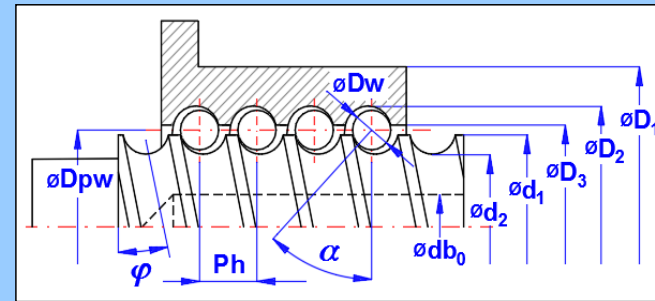 øDw
øDpw
øD₁
øD₂
øD₃
ød₁
ød₂
ødb₀
φ
Ph
α